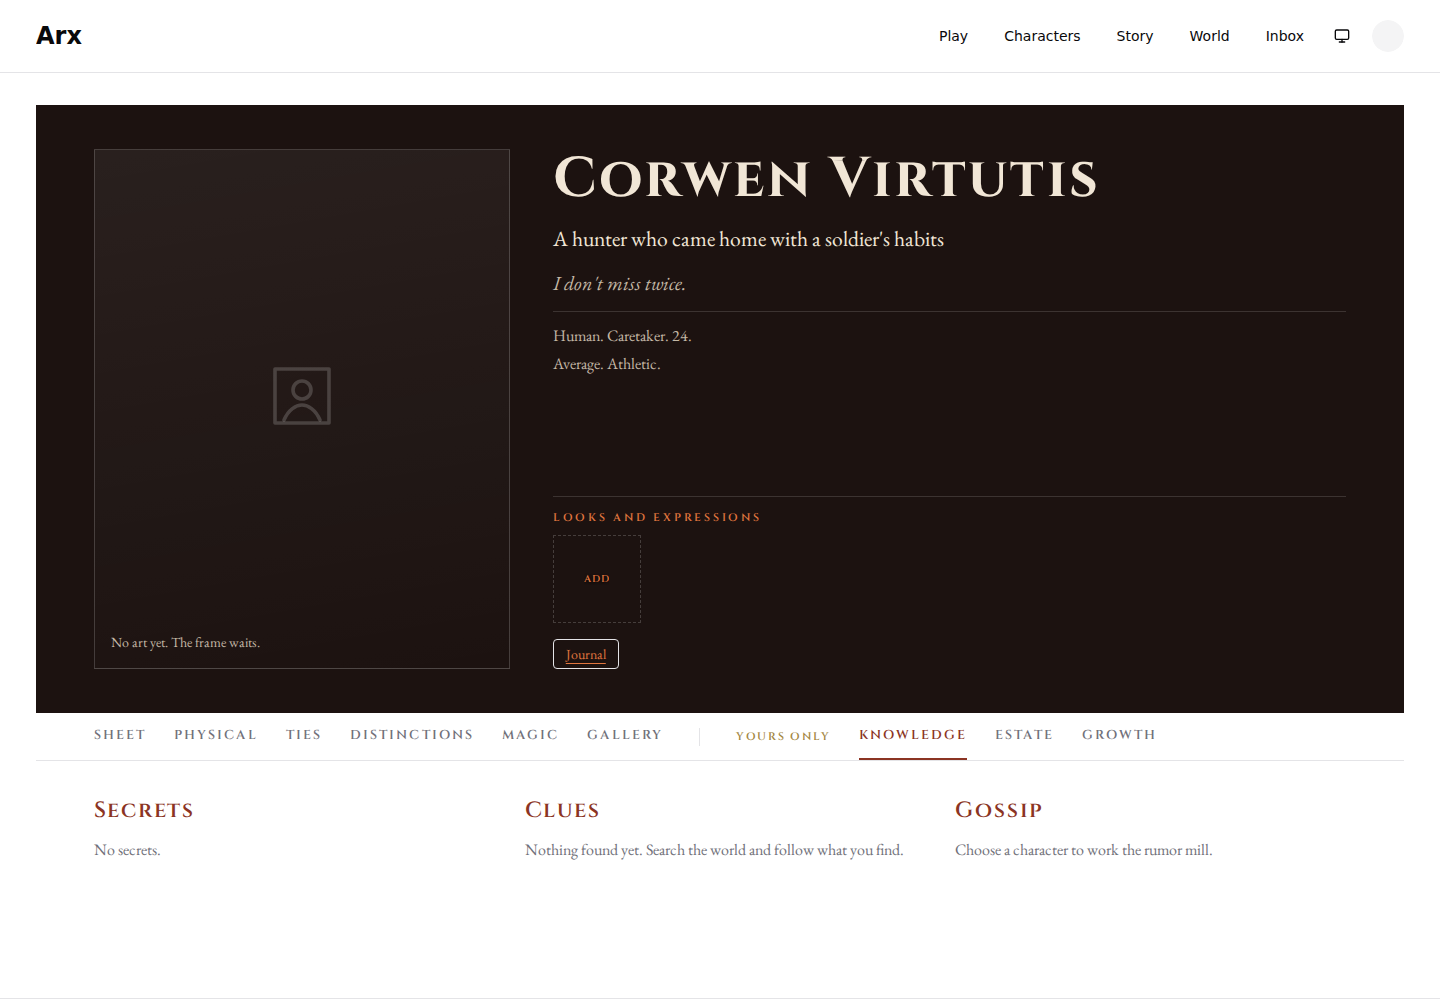 Arx
Play Characters Story World Inbox
Corwen Virtutis
A hunter who came home with a soldier's habits
I don't miss twice.
Human. Caretaker. 24.
Average. Athletic.
LOOKS AND EXPRESSIONS
ADD
No art yet. The frame waits.
Journal
SHEET PHYSICAL TIES DISTINCTIONS MAGIC GALLERY YOURS ONLY KNOWLEDGE ESTATE GROWTH
Secrets
No secrets.
Clues
Nothing found yet. Search the world and follow what you find.
Gossip
Choose a character to work the rumor mill.